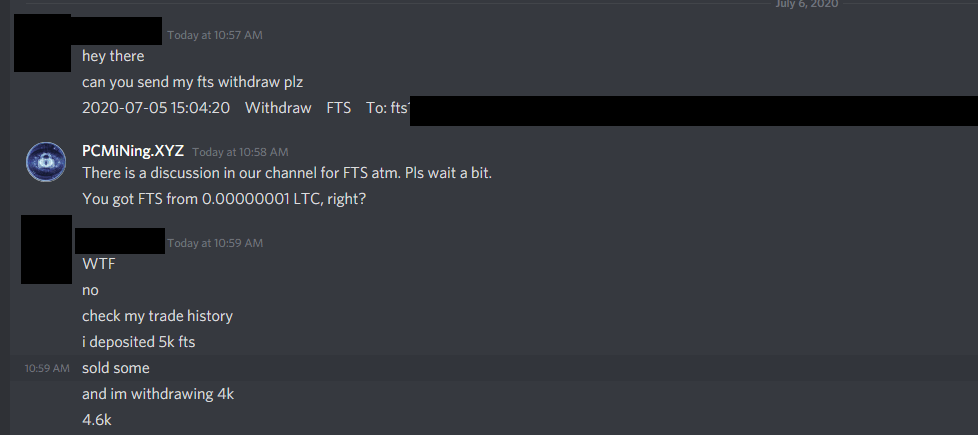 July 6, 2020
Today at 10:57 AM
hey there
can you send my fts withdraw plz
2020-07-05 15:04:20 Withdraw FTS To: fts1
PCMiNing.XYZ Today at 10:58 AM
There is a discussion in our channel for FTS atm. Pls wait a bit.
You got FTS from 0.00000001 LTC, right?
Today at 10:59 AM
WTF
no
check my trade history
i deposited 5k fts
10:59 AM sold some
and im withdrawing 4k
4.6k